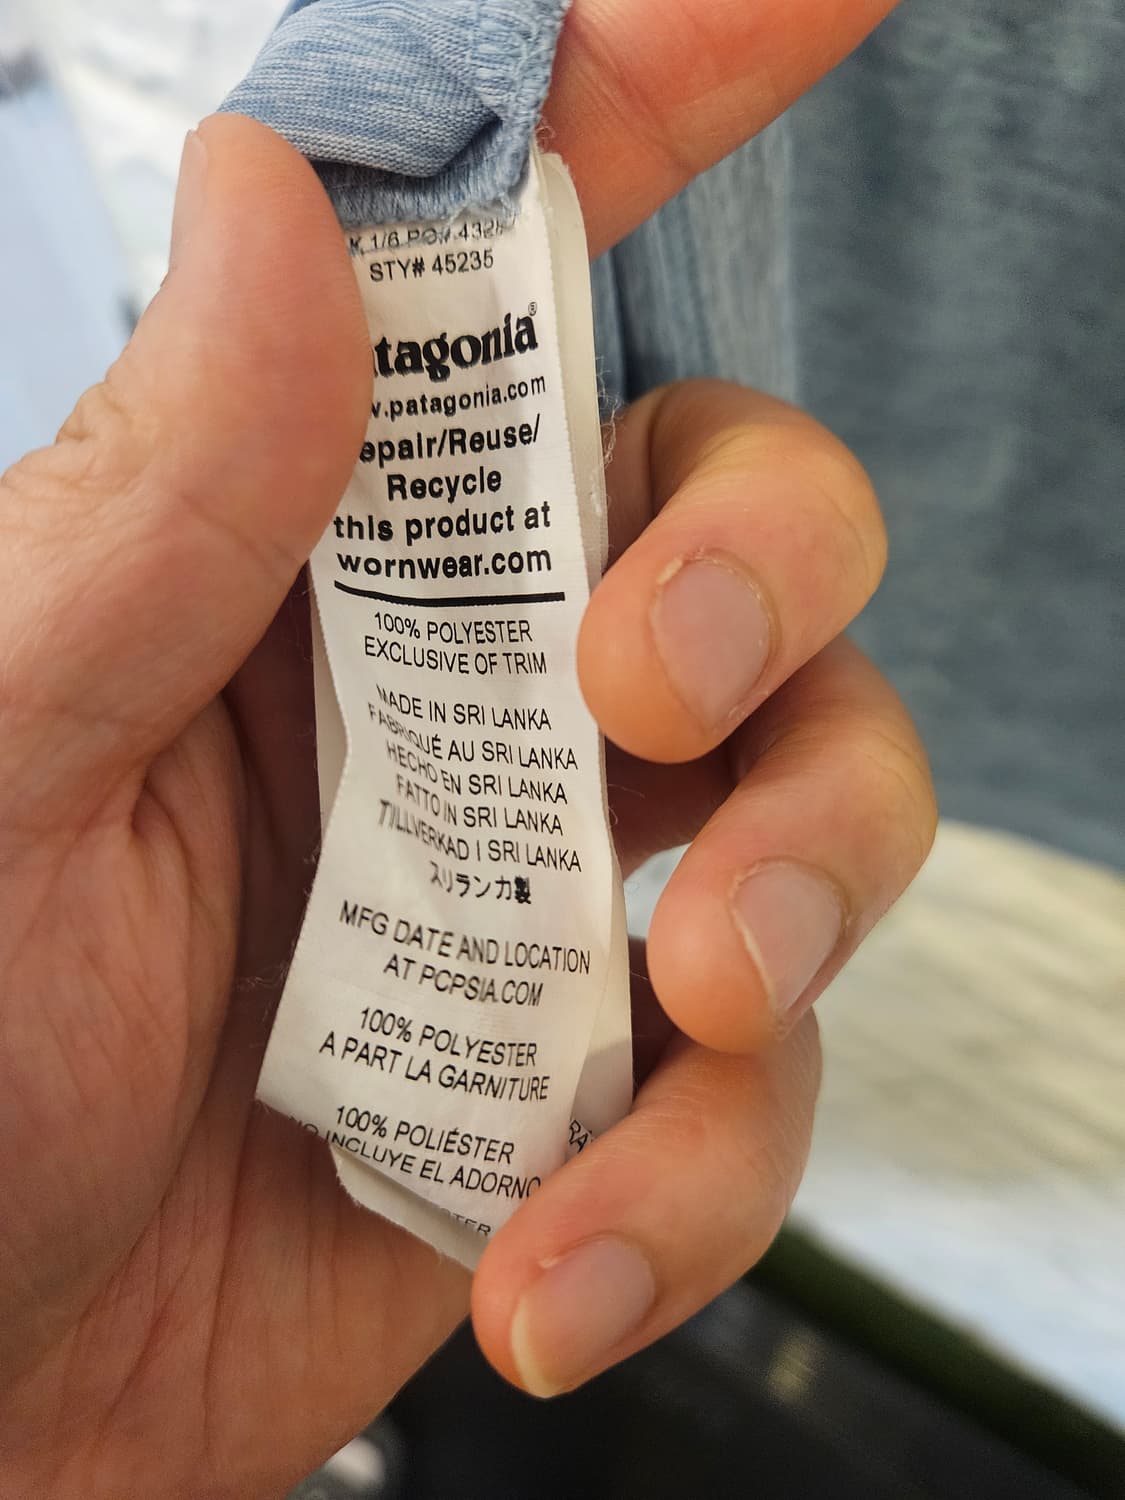 K 1/6
STY# 45235
tagonia®
.patagonia.com
epair/Reuse/
Recycle
this product at
wornwear.com
100% POLYESTER
EXCLUSIVE OF TRIM
MADE IN SRI LANKA
FABRIQUÉ AU SRI LANKA
HECHO EN SRI LANKA
FATTO IN SRI LANKA
TILLVERKAD I SRI LANKA
スリランカ製
MFG DATE AND LOCATION
AT PCPSIA.COM
100% POLYESTER
A PART LA GARNITURE
100% POLIÉSTER
NO INCLUYE EL ADORNO